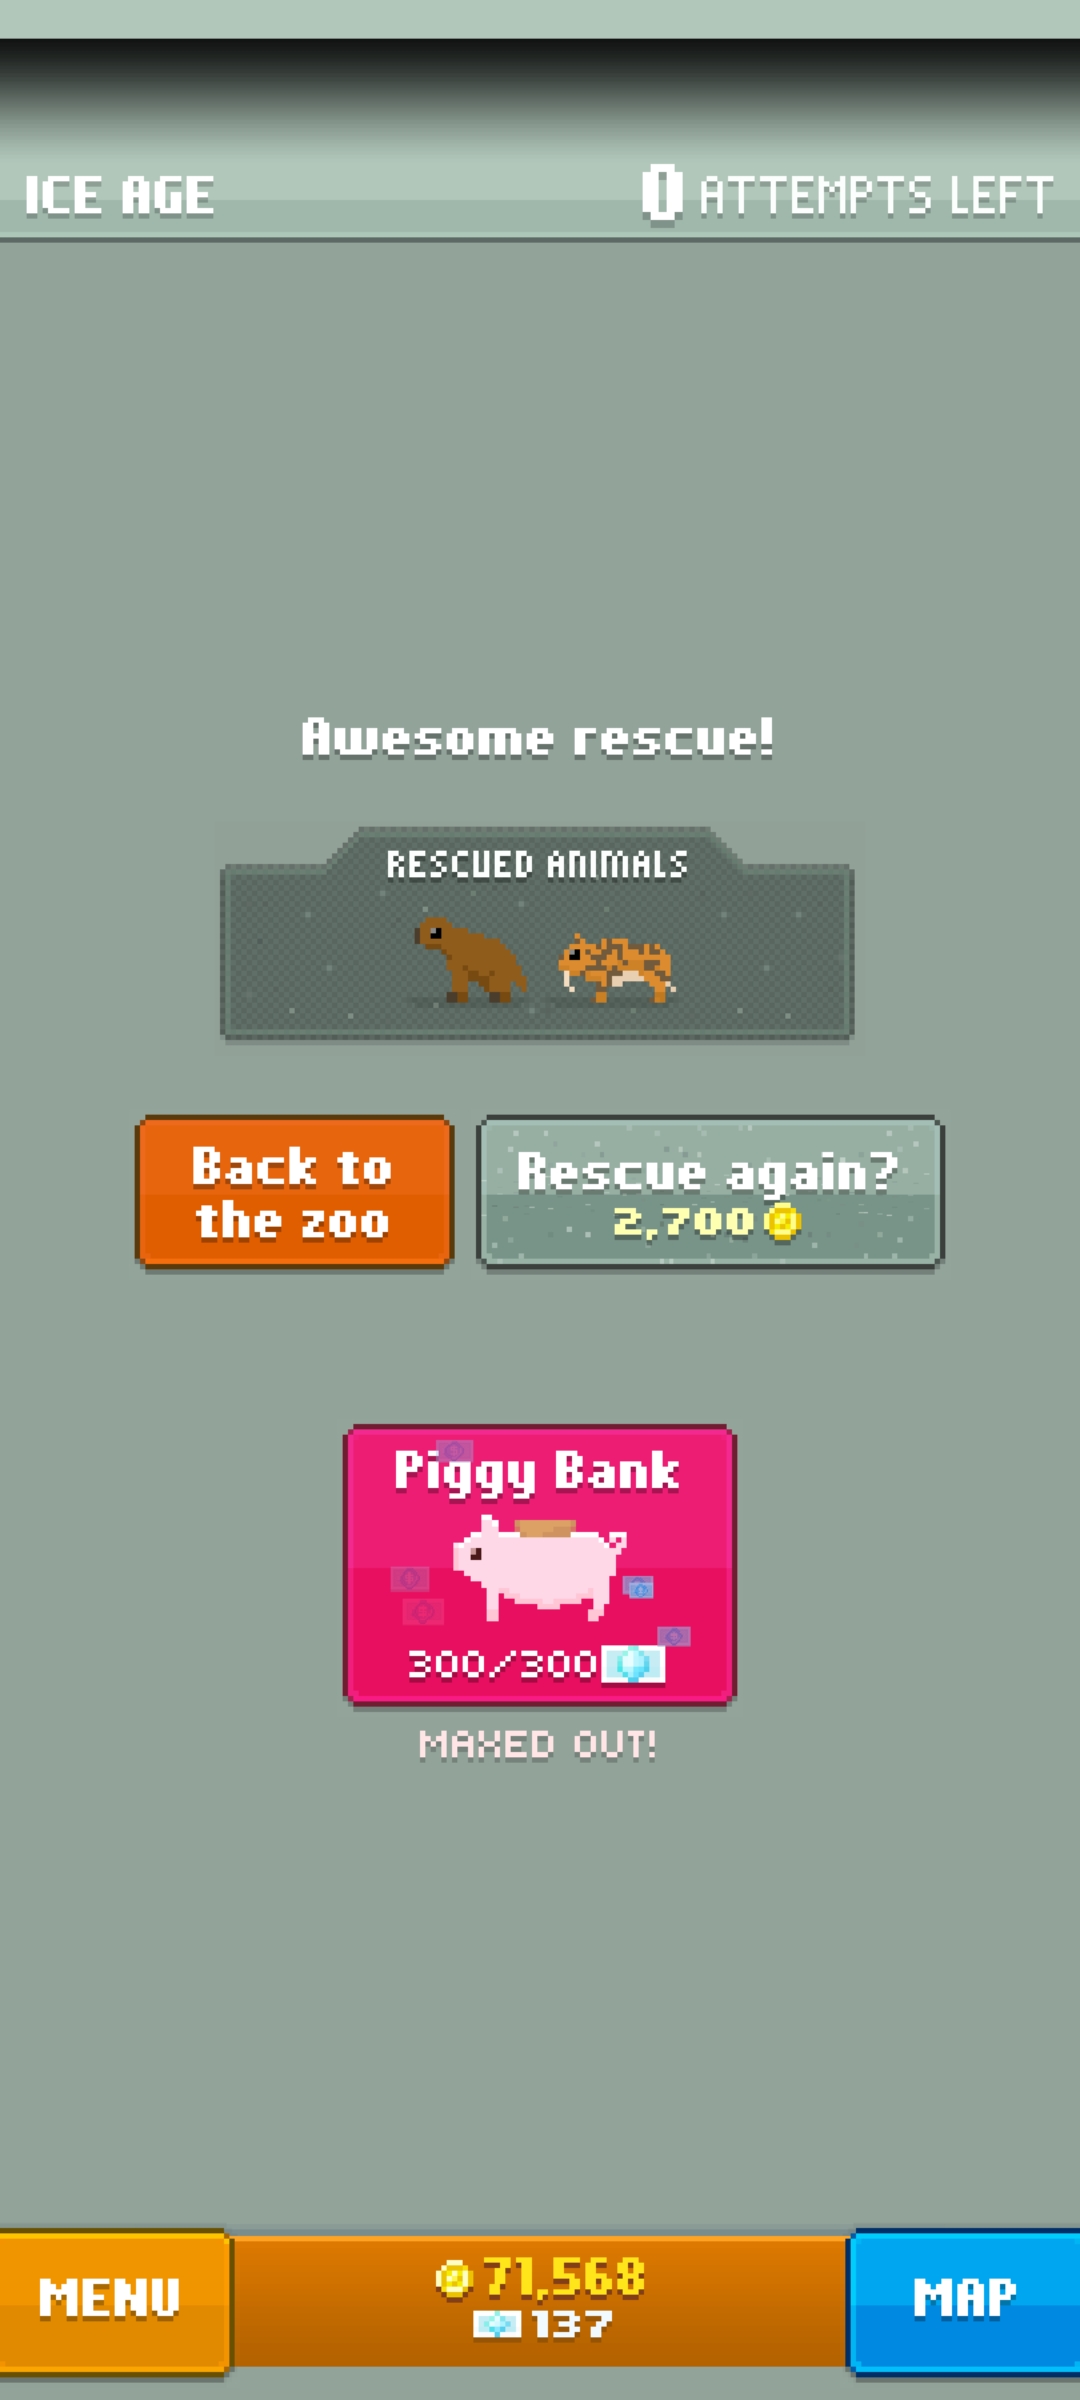 ICE AGE
0 ATTEMPTS LEFT
Awesome rescue!
RESCUED ANIMALS
Back to
the zoo
Rescue again?
2,700
Piggy Bank
300/300
MAXED OUT!
MENU
71,568
137
MAP